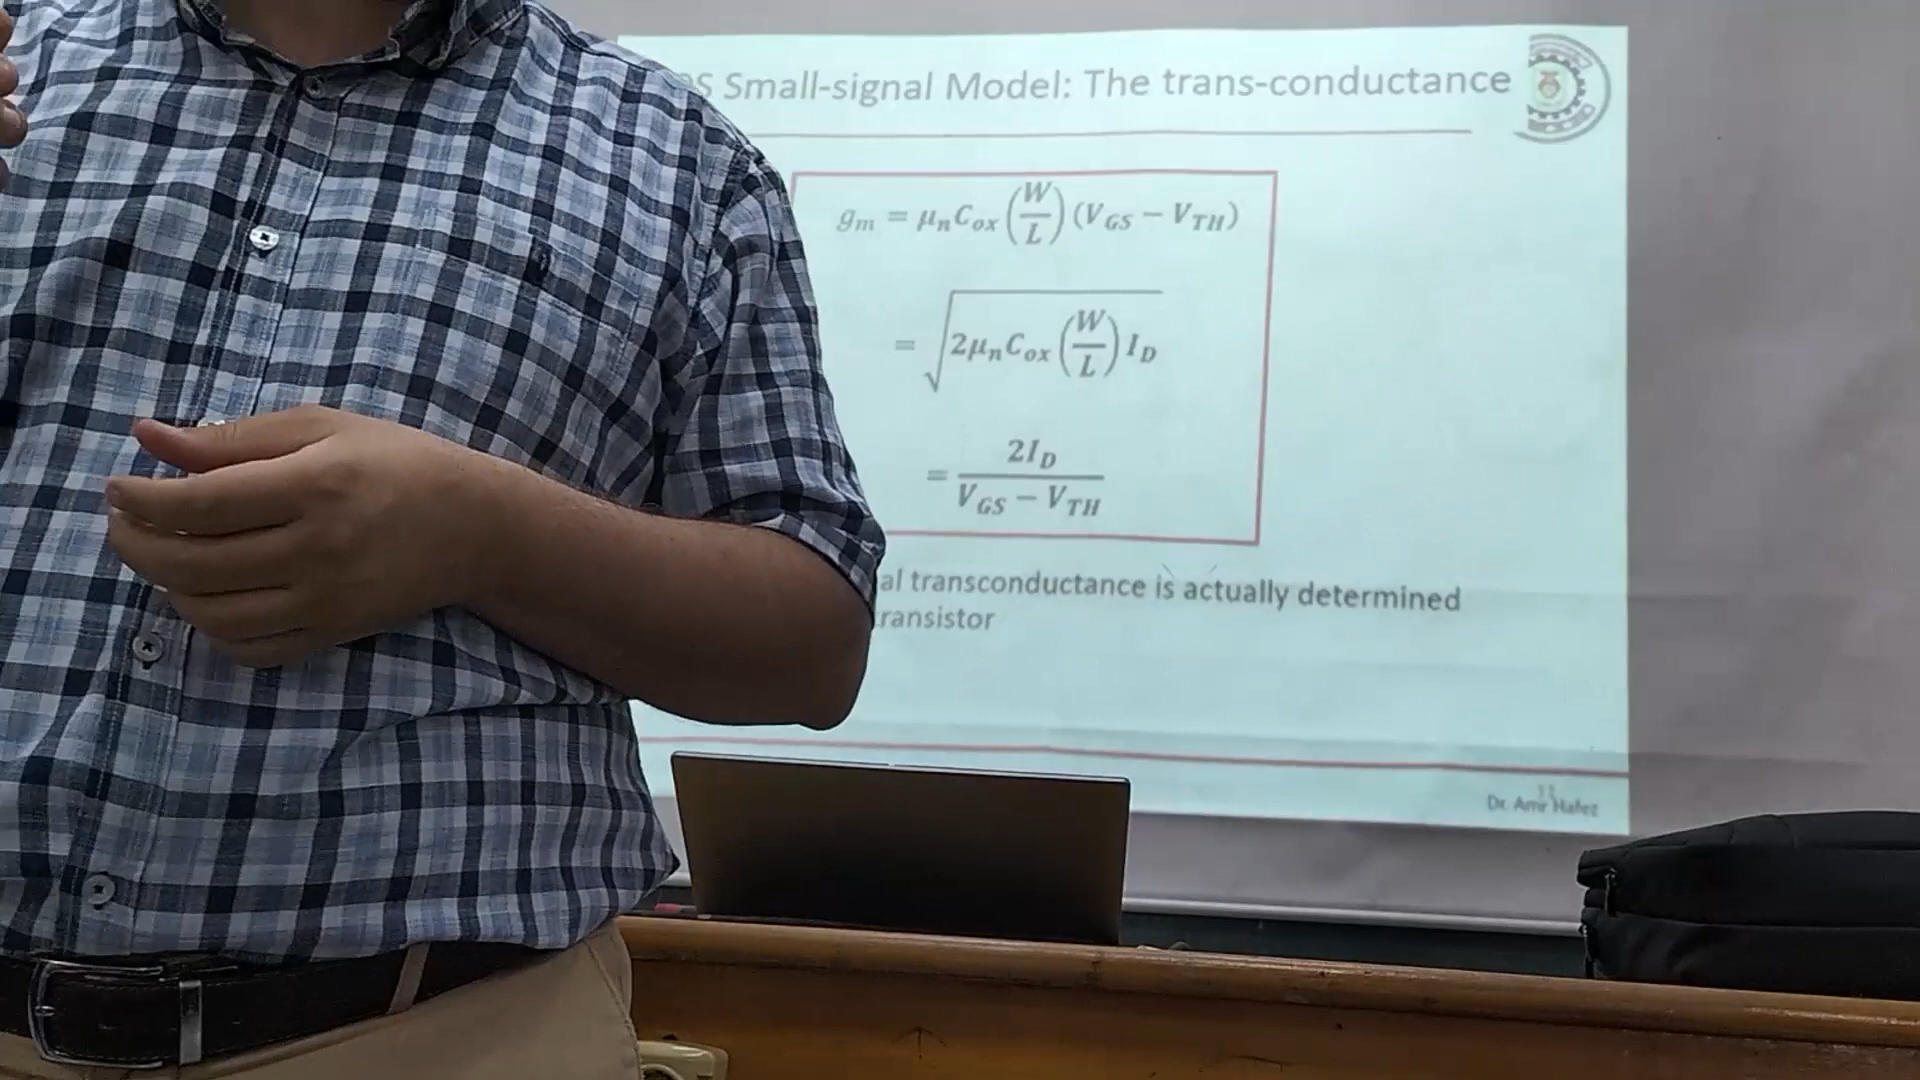 S Small-signal Model: The trans-conductance
g_m = μ_n C_ox (W/L) (V_GS − V_TH)
= √(2μ_n C_ox (W/L) I_D)
= 2I_D / (V_GS − V_TH)
al transconductance is actually determined
ransistor
11
Dr. Amr Hafez